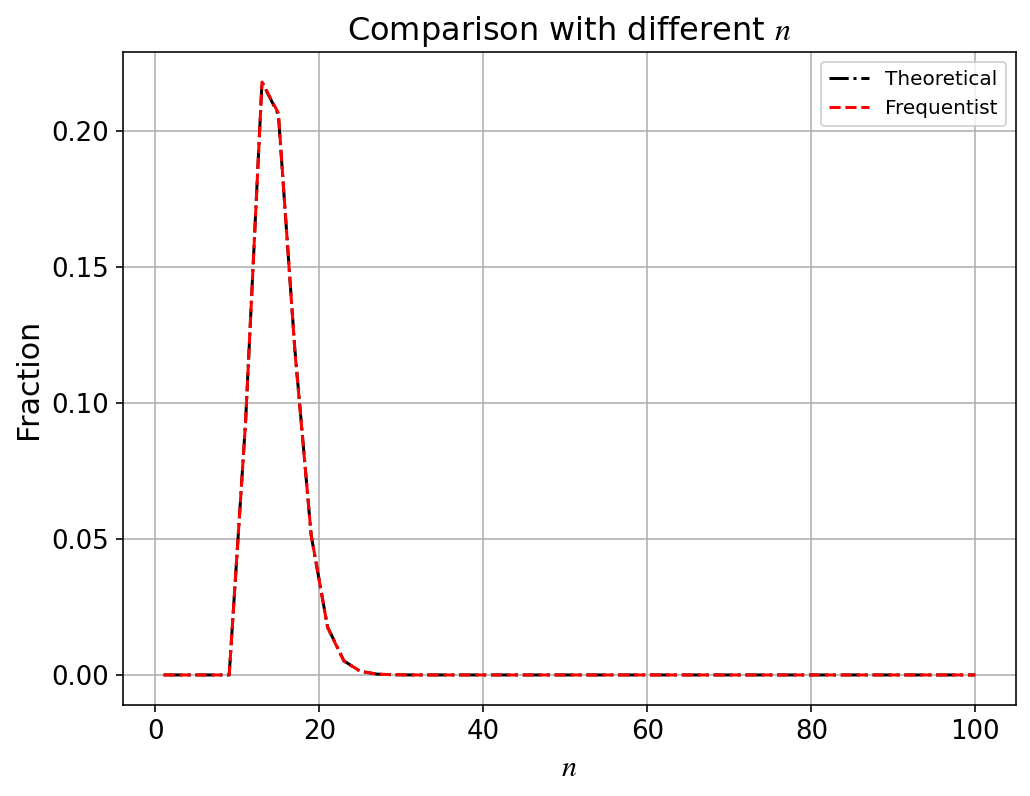 Comparison with different n
Theoretical
Frequentist
Fraction
0.20
0.15
0.10
0.05
0.00
0 20 40 60 80 100
n